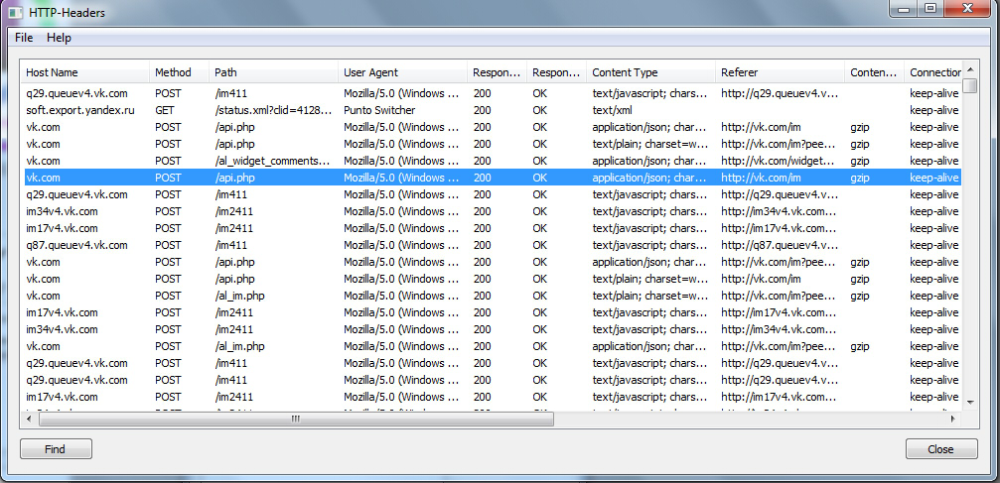 HTTP-Headers
File Help
Host Name Method Path User Agent Respon... Respon... Content Type Referer Conten... Connection
q29.queuev4.vk.com POST /im411 Mozilla/5.0 (Windows ... 200 OK text/javascript; chars... http://q29.queuev4.v...  keep-alive
soft.export.yandex.ru GET /status.xml?clid=4128... Punto Switcher 200 OK text/xml keep-alive
vk.com POST /api.php Mozilla/5.0 (Windows ... 200 OK application/json; char... http://vk.com/im gzip keep-alive
vk.com POST /api.php Mozilla/5.0 (Windows ... 200 OK text/plain; charset=w... http://vk.com/im?pee... gzip keep-alive
vk.com POST /al_widget_comments... Mozilla/5.0 (Windows ... 200 OK application/json; char... http://vk.com/widget... gzip keep-alive
vk.com POST /api.php Mozilla/5.0 (Windows ... 200 OK application/json; char... http://vk.com/im gzip keep-alive
q29.queuev4.vk.com POST /im411 Mozilla/5.0 (Windows ... 200 OK text/javascript; chars... http://q29.queuev4.v... keep-alive
im34v4.vk.com POST /im2411 Mozilla/5.0 (Windows ... 200 OK text/javascript; chars... http://im34v4.vk.com... keep-alive
im17v4.vk.com POST /im2411 Mozilla/5.0 (Windows ... 200 OK text/javascript; chars... http://im17v4.vk.com... keep-alive
q87.queuev4.vk.com POST /im411 Mozilla/5.0 (Windows ... 200 OK text/javascript; chars... http://q87.queuev4.v... keep-alive
vk.com POST /api.php Mozilla/5.0 (Windows ... 200 OK application/json; char... http://vk.com/im?pee... gzip keep-alive
vk.com POST /api.php Mozilla/5.0 (Windows ... 200 OK text/plain; charset=w... http://vk.com/im gzip keep-alive
vk.com POST /al_im.php Mozilla/5.0 (Windows ... 200 OK application/json; char... http://vk.com/im?pee... gzip keep-alive
im17v4.vk.com POST /im2411 Mozilla/5.0 (Windows ... 200 OK text/javascript; chars... http://im17v4.vk.com... keep-alive
im34v4.vk.com POST /im2411 Mozilla/5.0 (Windows ... 200 OK text/javascript; chars... http://im34v4.vk.com... keep-alive
vk.com POST /al_im.php Mozilla/5.0 (Windows ... 200 OK application/json; char... http://vk.com/im?pee... gzip keep-alive
q29.queuev4.vk.com POST /im411 Mozilla/5.0 (Windows ... 200 OK text/javascript; chars... http://q29.queuev4.v... keep-alive
q29.queuev4.vk.com POST /im411 Mozilla/5.0 (Windows ... 200 OK text/javascript; chars... http://q29.queuev4.v... keep-alive
im17v4.vk.com POST /im2411 Mozilla/5.0 (Windows ... 200 OK text/javascript; chars... http://im17v4.vk.com... keep-alive
Find Close